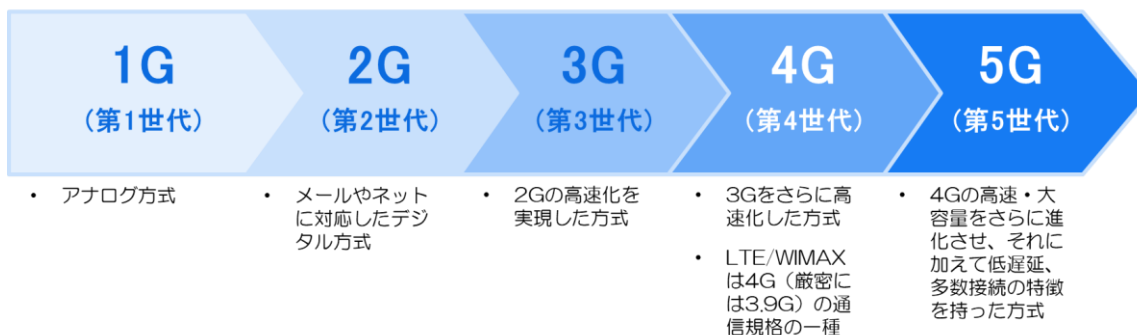 1G
(第1世代)
2G
(第2世代)
3G
(第3世代)
4G
(第4世代)
5G
(第5世代)
• アナログ方式
• メールやネット
に対応したデジ
タル方式
• 2Gの高速化を
実現した方式
• 3Gをさらに高
速化した方式
• LTE/WIMAX
は4G（厳密に
は3.9G）の通
信規格の一種
• 4Gの高速・大
容量をさらに進
化させ、それに
加えて低遅延、
多数接続の特徴
を持った方式